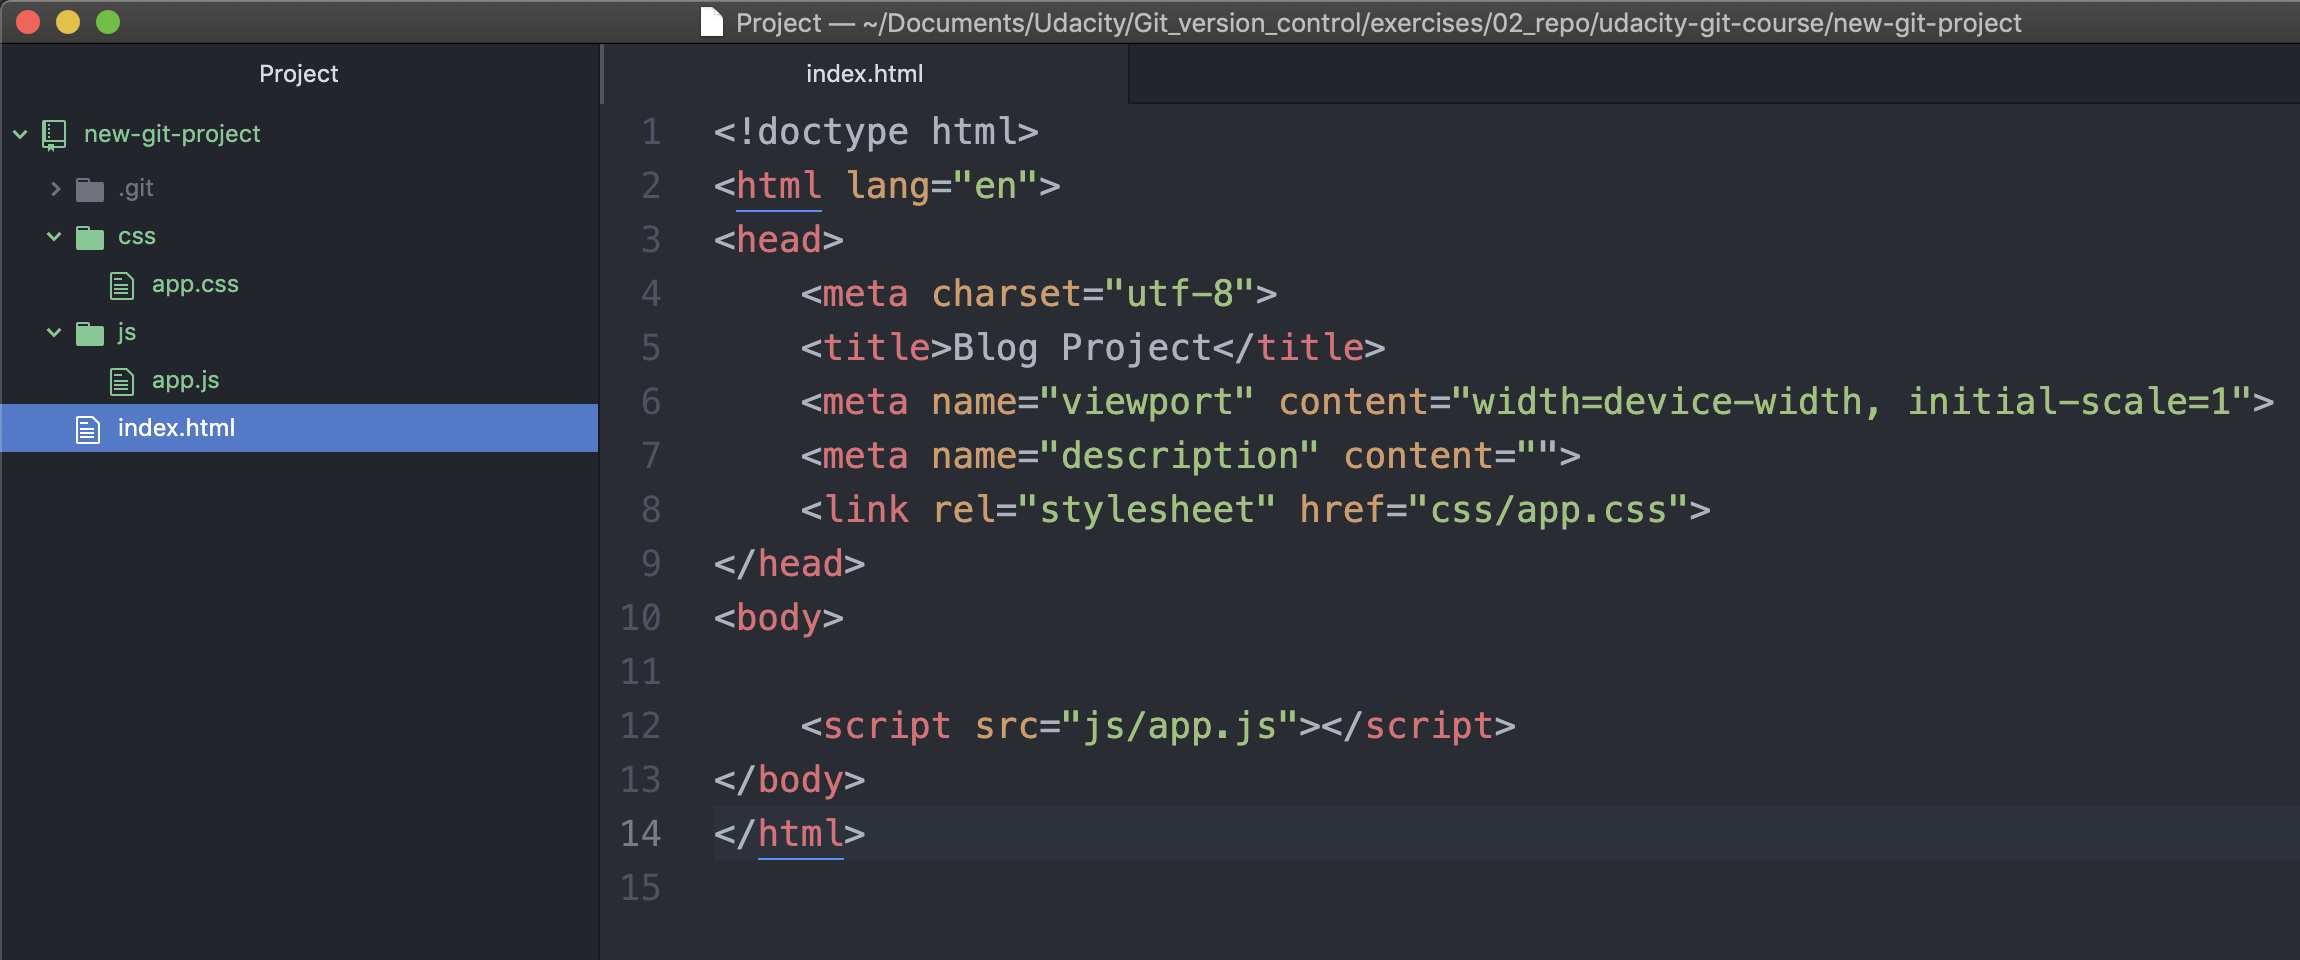 Project — ~/Documents/Udacity/Git_version_control/exercises/02_repo/udacity-git-course/new-git-project
Project
new-git-project
.git
css
app.css
js
app.js
index.html
index.html
1 <!doctype html>
2 <html lang="en">
3 <head>
4     <meta charset="utf-8">
5     <title>Blog Project</title>
6     <meta name="viewport" content="width=device-width, initial-scale=1">
7     <meta name="description" content="">
8     <link rel="stylesheet" href="css/app.css">
9 </head>
10 <body>
11
12     <script src="js/app.js"></script>
13 </body>
14 </html>
15